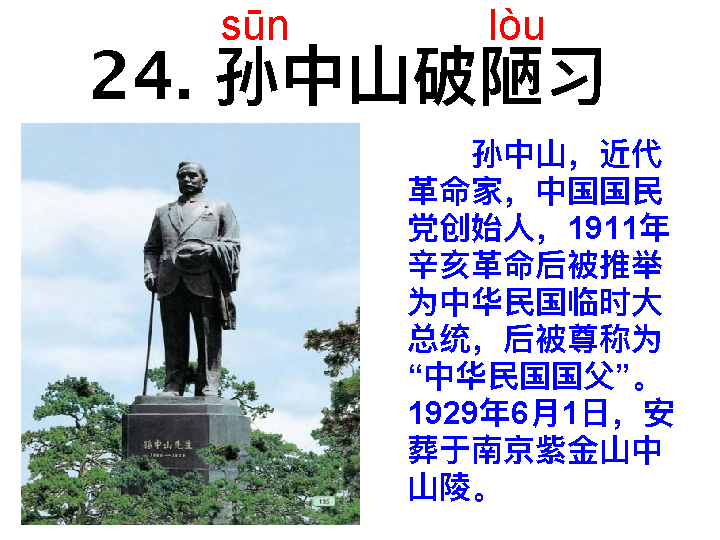 sūn lòu
24. 孙中山破陋习
孙中山，近代
革命家，中国国民
党创始人，1911年
辛亥革命后被推举
为中华民国临时大
总统，后被尊称为
“中华民国国父”。
1929年6月1日，安
葬于南京紫金山中
山陵。
孙中山先生
135